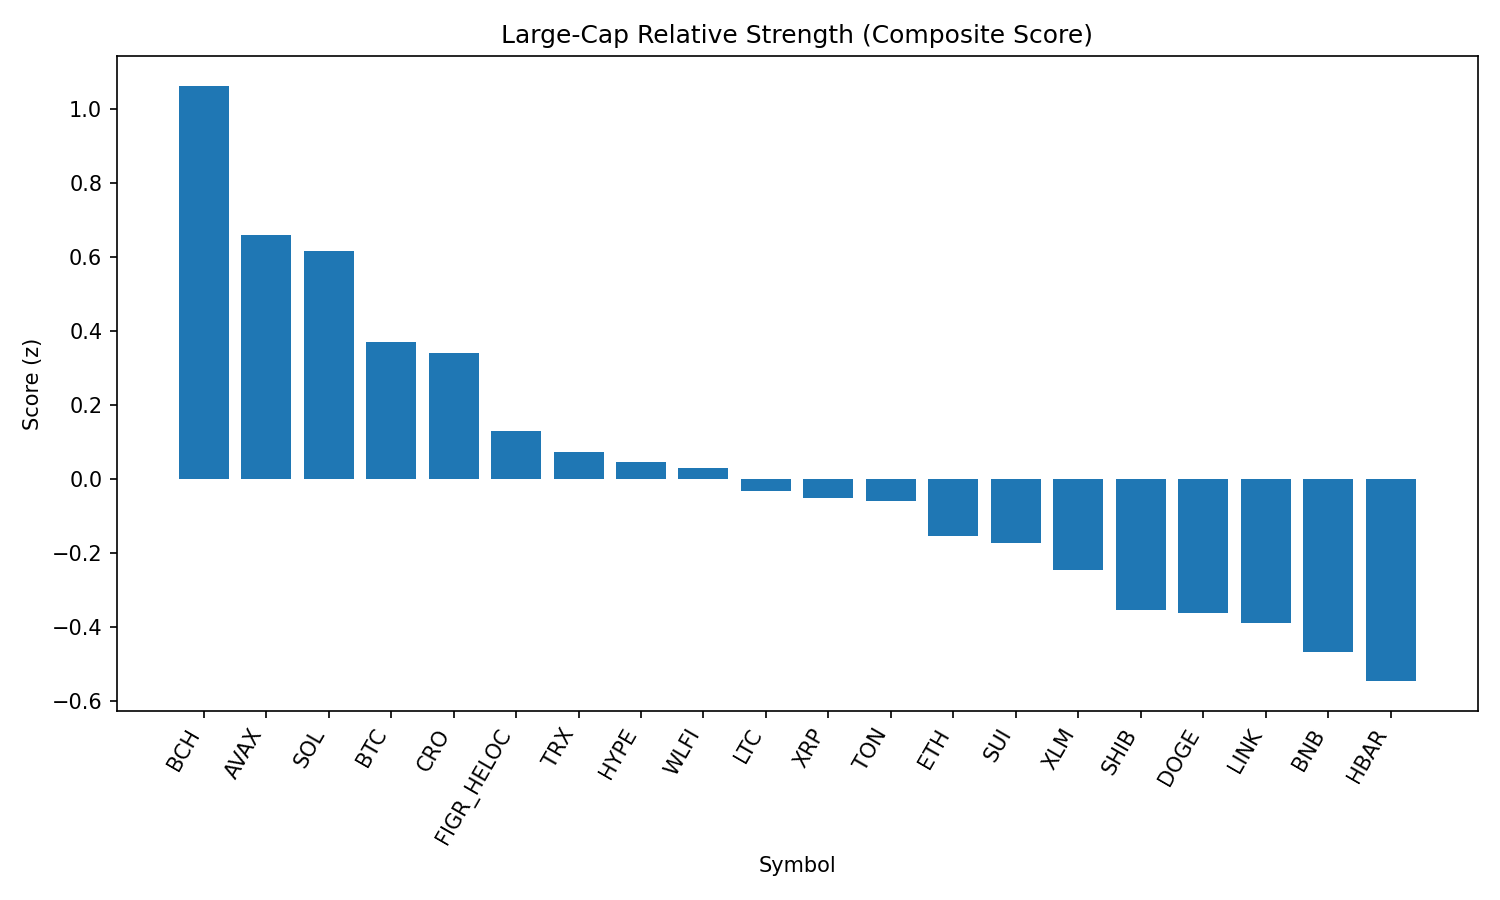 Large-Cap Relative Strength (Composite Score)
Score (z)
1.0
0.8
0.6
0.4
0.2
0.0
−0.2
−0.4
−0.6
BCH
AVAX
SOL
BTC
CRO
FIGR_HELOC
TRX
HYPE
WLFI
LTC
XRP
TON
ETH
SUI
XLM
SHIB
DOGE
LINK
BNB
HBAR
Symbol